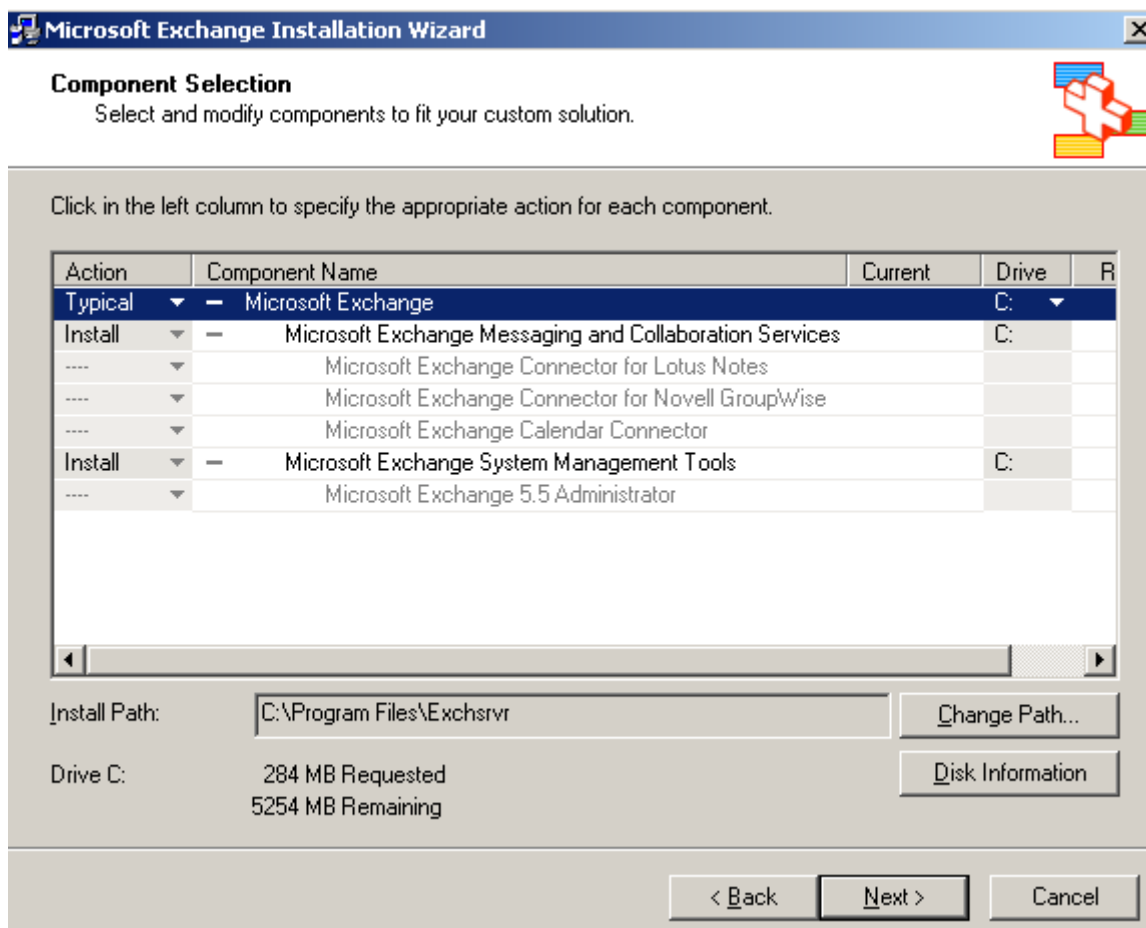 Microsoft Exchange Installation Wizard
Component Selection
Select and modify components to fit your custom solution.
Click in the left column to specify the appropriate action for each component.
Action Component Name Current Drive R
Typical Microsoft Exchange C:
Install Microsoft Exchange Messaging and Collaboration Services C:
---- Microsoft Exchange Connector for Lotus Notes
---- Microsoft Exchange Connector for Novell GroupWise
---- Microsoft Exchange Calendar Connector
Install Microsoft Exchange System Management Tools C:
---- Microsoft Exchange 5.5 Administrator
Install Path: C:\Program Files\Exchsrvr Change Path...
Drive C: 284 MB Requested Disk Information
5254 MB Remaining
< Back Next > Cancel